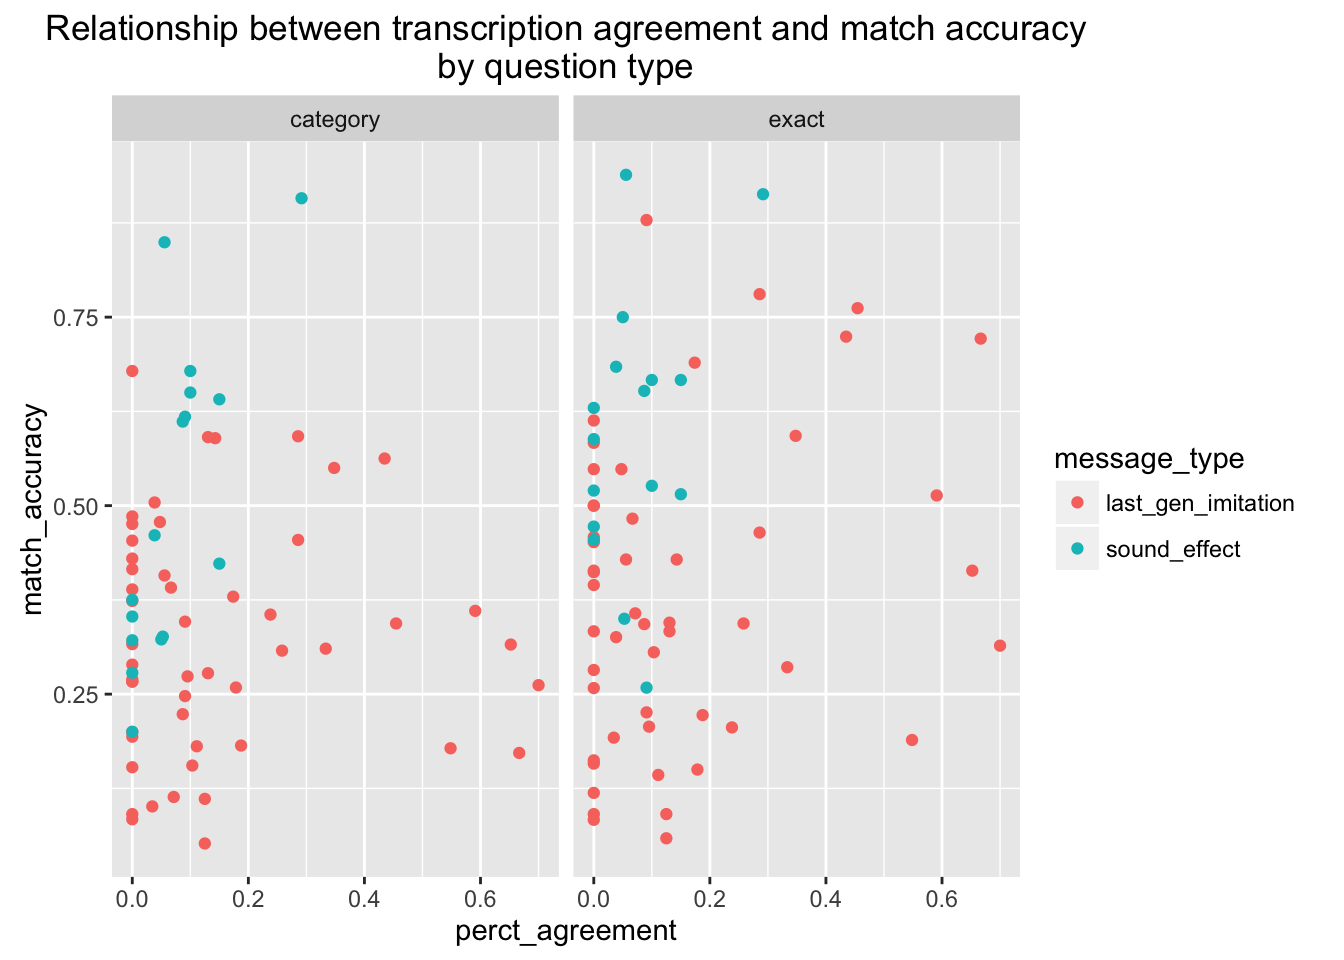 Relationship between transcription agreement and match accuracy
by question type
category
exact
match_accuracy
0.75
0.50
0.25
0.0
0.2
0.4
0.6
0.0
0.2
0.4
0.6
perct_agreement
message_type
last_gen_imitation
sound_effect